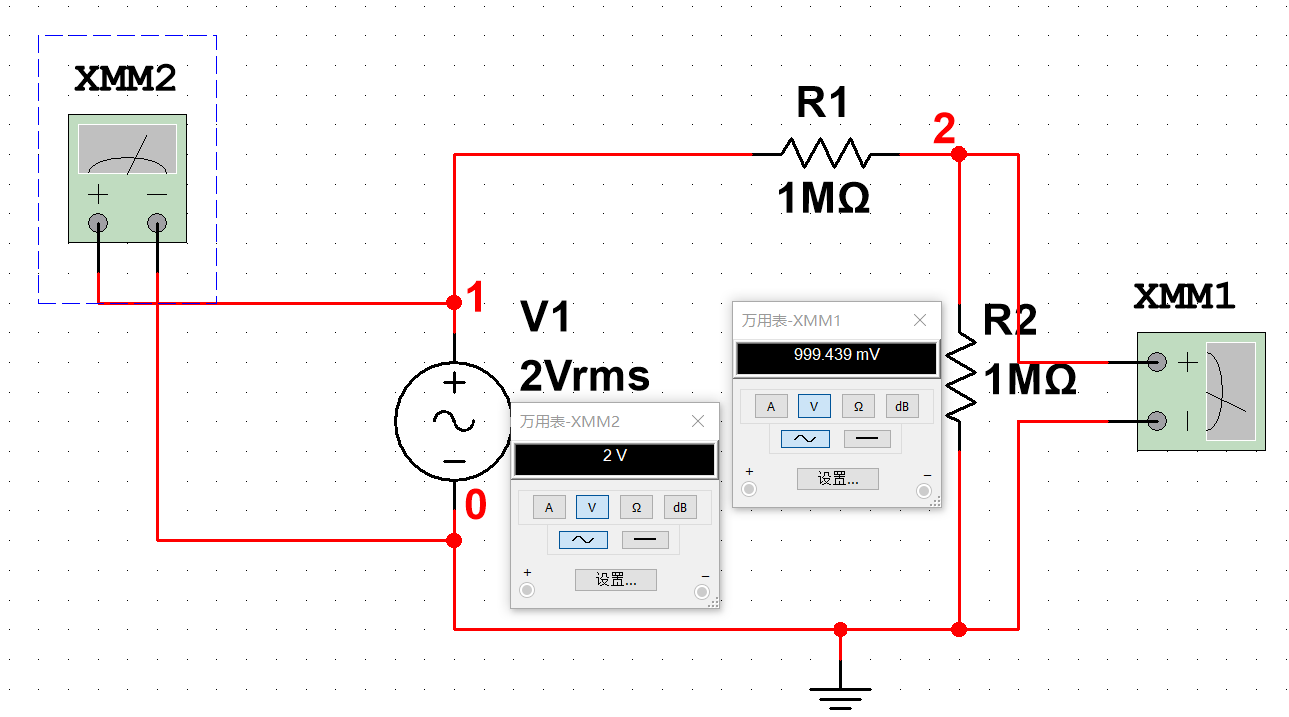 XMM2
+ −
R1
1MΩ
2
1
V1
2Vrms
+
−
0
R2
1MΩ
XMM1
+
−
万用表-XMM1
999.439 mV
A V Ω dB
设置...
+ −
万用表-XMM2
2 V
A V Ω dB
设置...
+ −